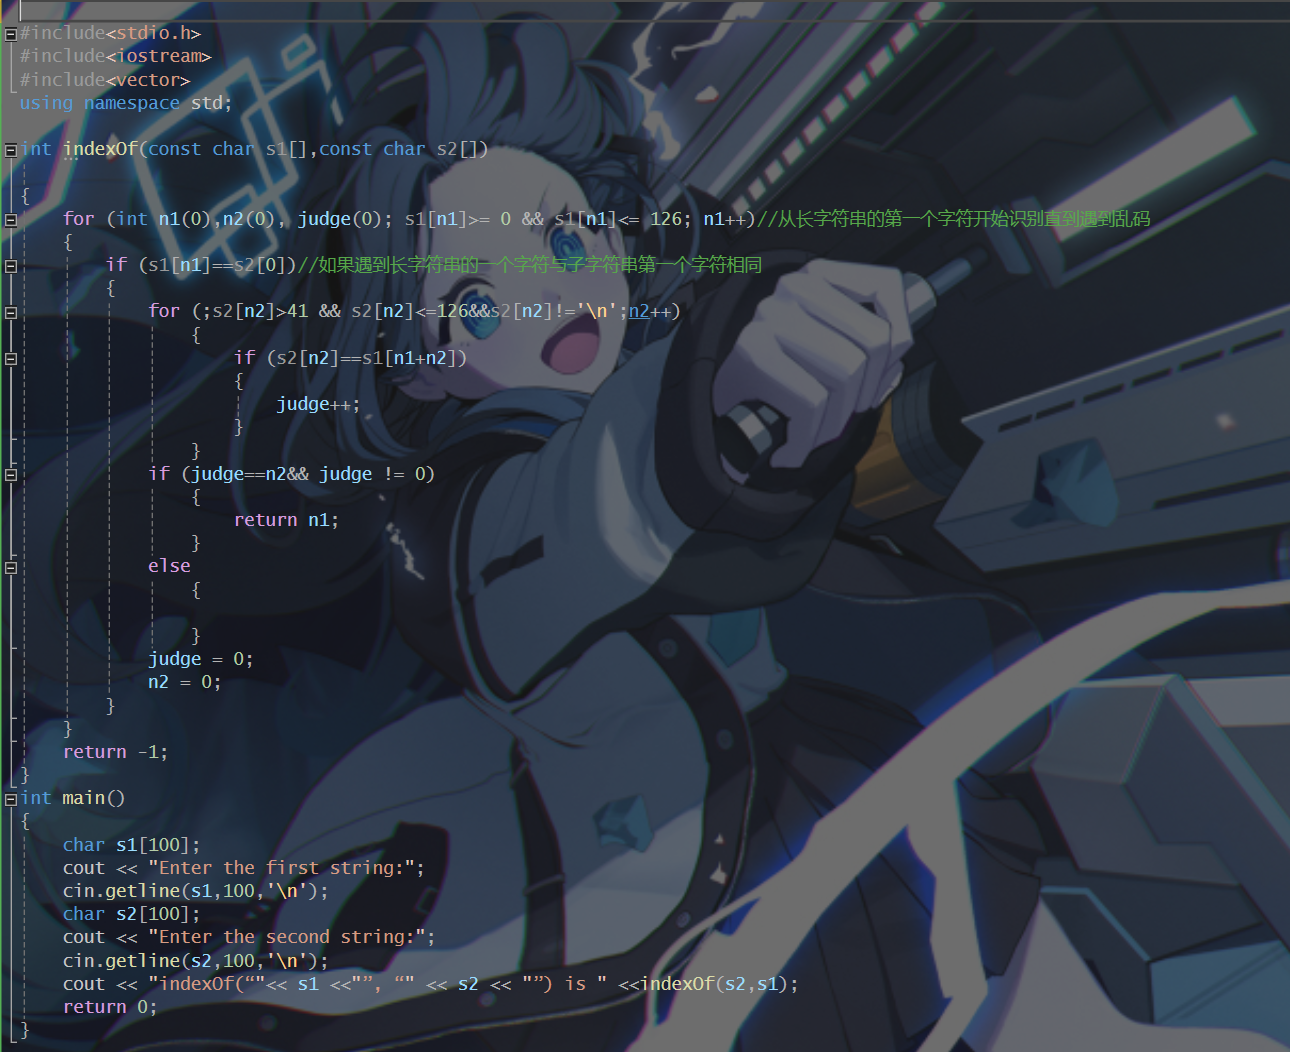 #include<stdio.h>
#include<iostream>
#include<vector>
using namespace std;
int indexOf(const char s1[],const char s2[])
{
for (int n1(0),n2(0), judge(0); s1[n1]>= 0 && s1[n1]<= 126; n1++)//从长字符串的第一个字符开始识别直到遇到乱码
{
if (s1[n1]==s2[0])//如果遇到长字符串的一个字符与子字符串第一个字符相同
{
for (;s2[n2]>41 && s2[n2]<=126&&s2[n2]!='\n';n2++)
{
if (s2[n2]==s1[n1+n2])
{
judge++;
}
}
if (judge==n2&& judge != 0)
{
return n1;
}
else
{
}
judge = 0;
n2 = 0;
}
}
return -1;
}
int main()
{
char s1[100];
cout << "Enter the first string:";
cin.getline(s1,100,'\n');
char s2[100];
cout << "Enter the second string:";
cin.getline(s2,100,'\n');
cout << "indexOf(“"<< s1 <<"”, “" << s2 << "”) is " <<indexOf(s2,s1);
return 0;
}